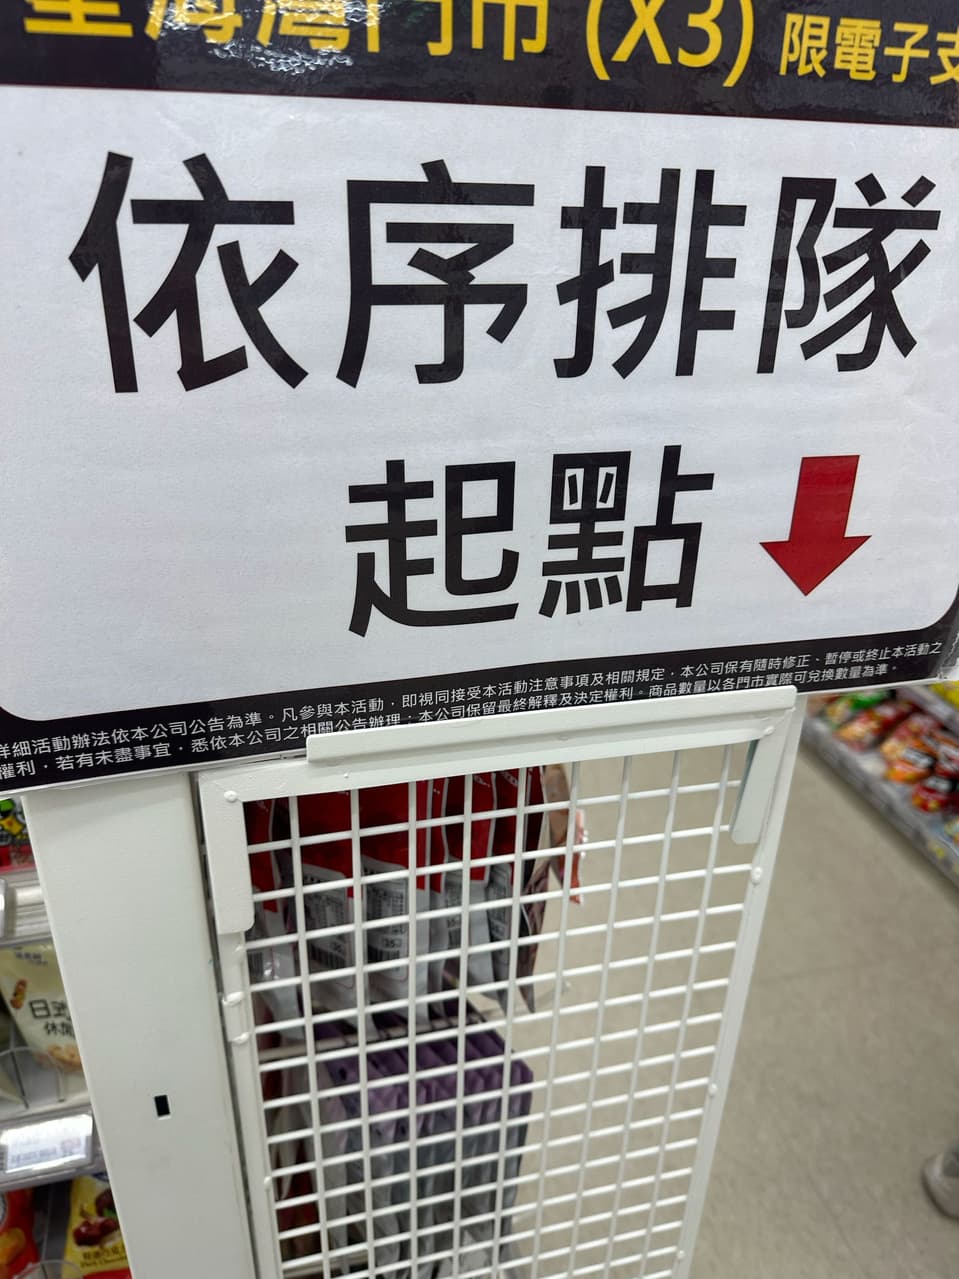 門市 (X3) 限電子支
依序排隊
起點
詳細活動辦法依本公司公告為準。凡參與本活動，即視同接受本活動注意事項及相關規定，本公司保有隨時修正、暫停或終止本活動之
權利，若有未盡事宜，悉依本公司之相關公告辦理；本公司保留最終解釋及決定權利。商品數量以各門市實際可兌換數量為準。
日式